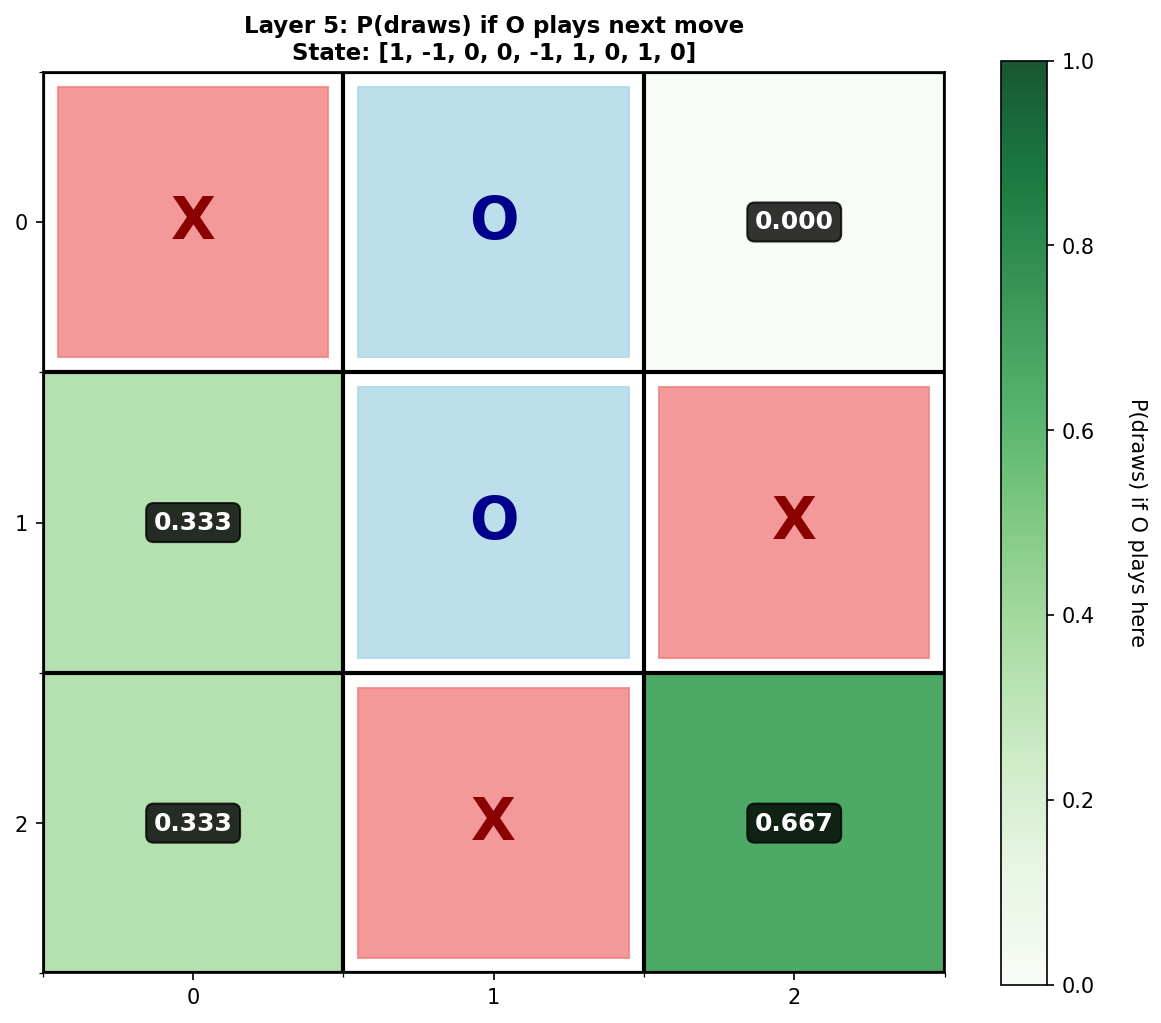 Layer 5: P(draws) if O plays next move
State: [1, -1, 0, 0, -1, 1, 0, 1, 0]
X
O
0.000
0.333
O
X
0.333
X
0.667
0
1
2
0
1
2
1.0
0.8
0.6
0.4
0.2
0.0
P(draws) if O plays here